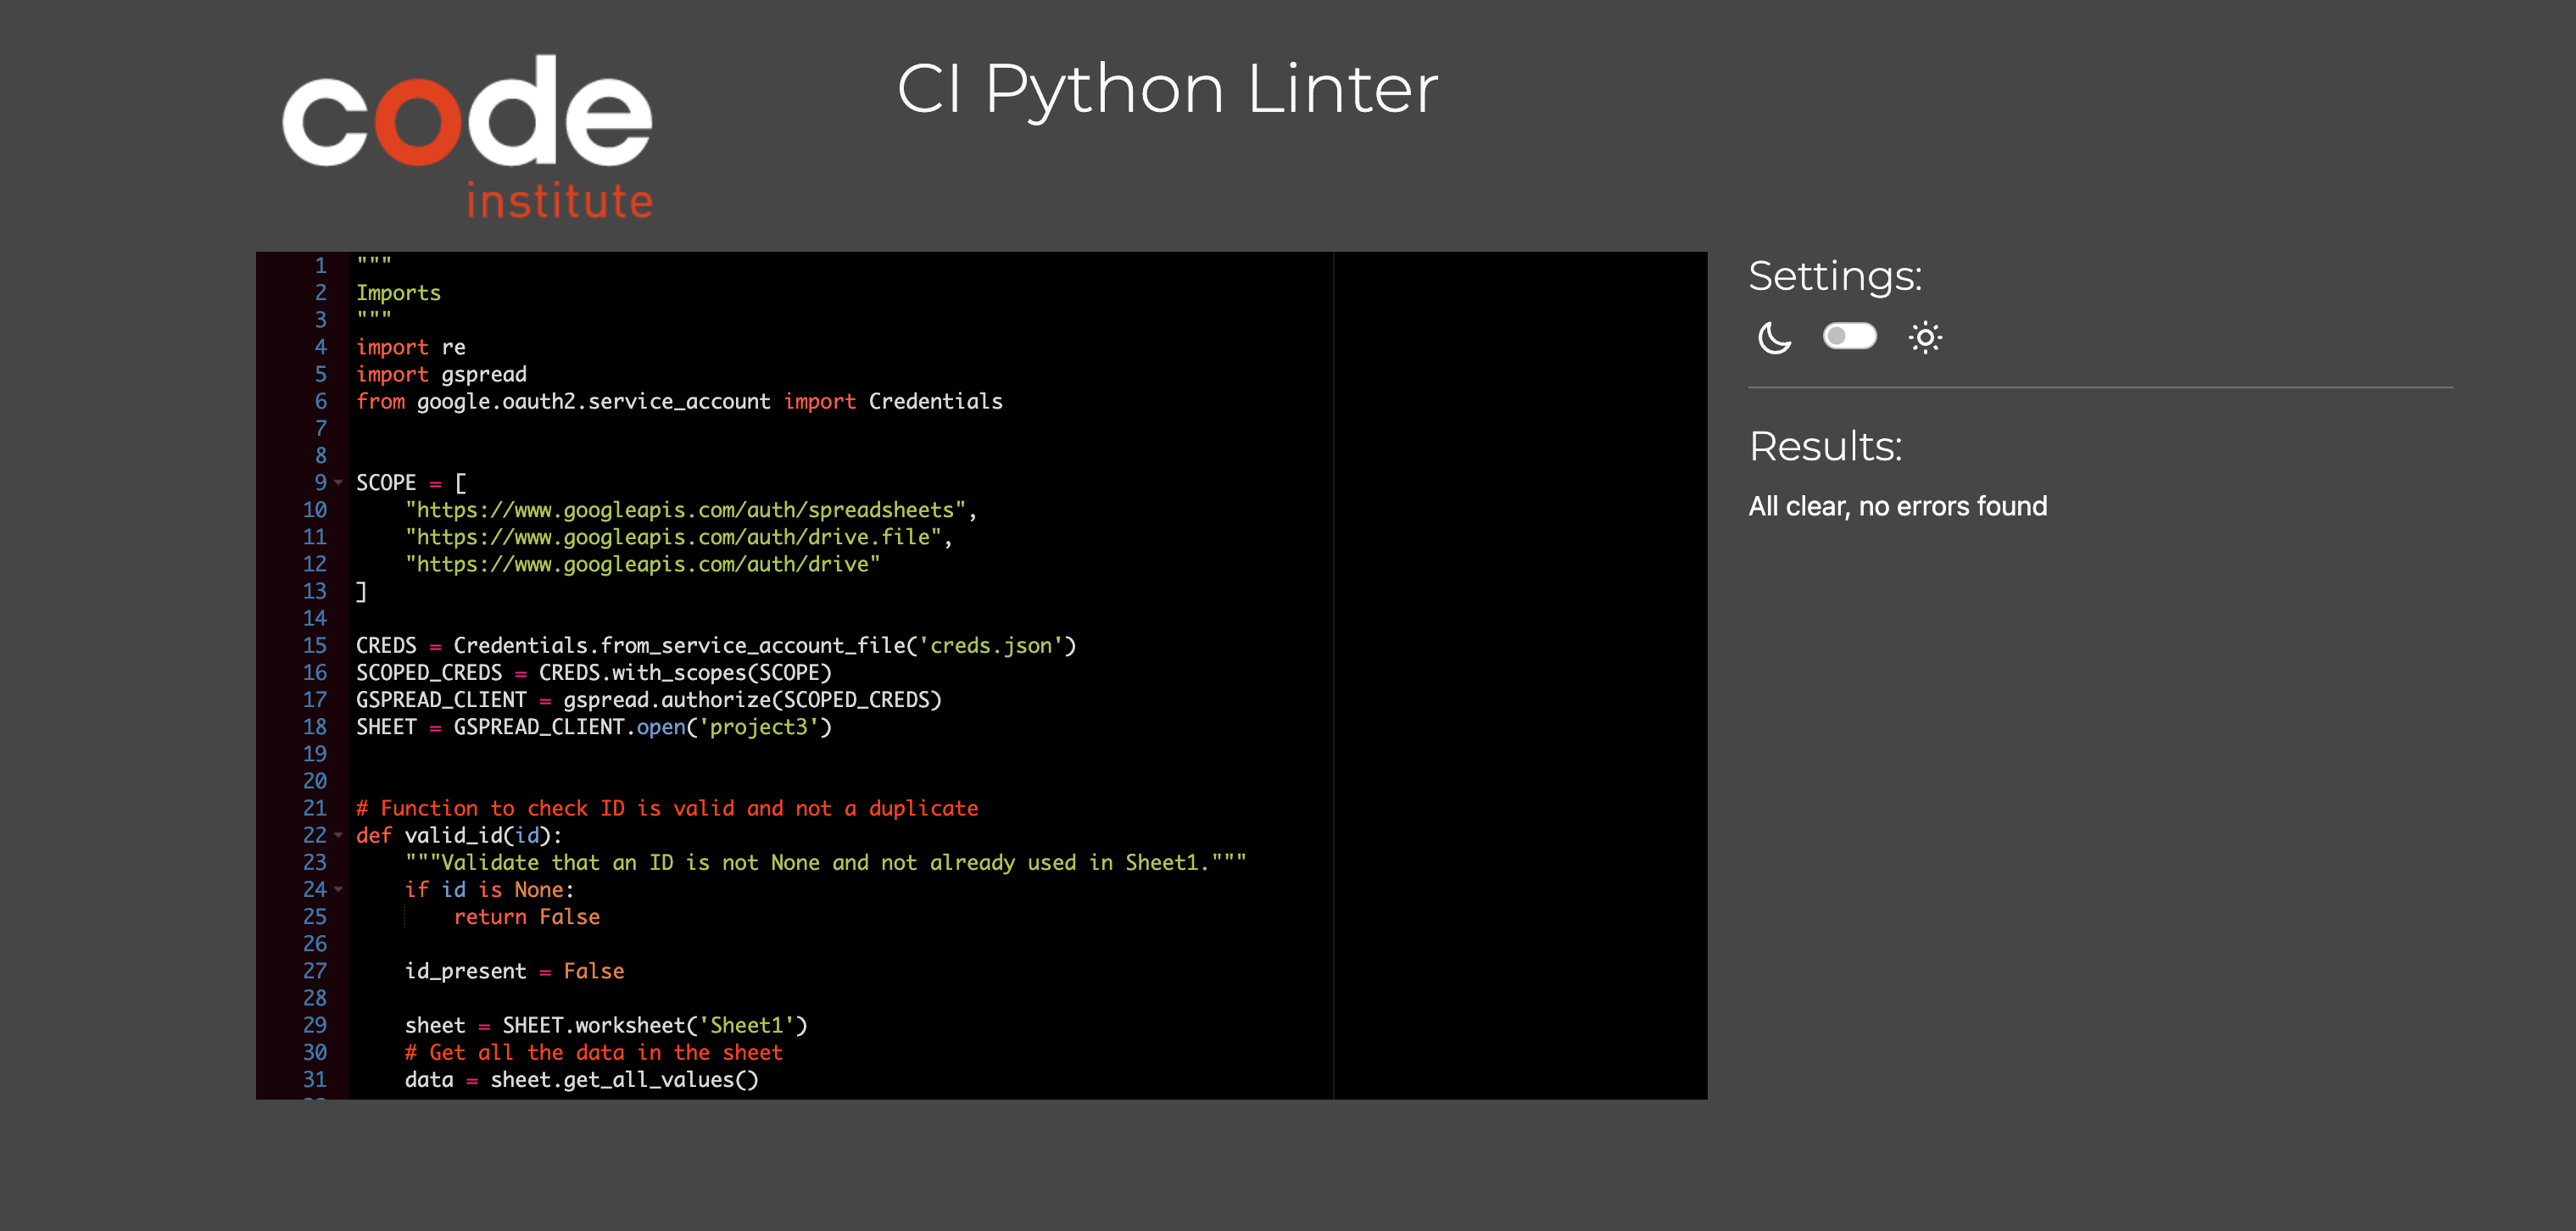 code
institute
CI Python Linter
1 """
2 Imports
3 """
4 import re
5 import gspread
6 from google.oauth2.service_account import Credentials
7
8
9 SCOPE = [
10     "https://www.googleapis.com/auth/spreadsheets",
11     "https://www.googleapis.com/auth/drive.file",
12     "https://www.googleapis.com/auth/drive"
13 ]
14
15 CREDS = Credentials.from_service_account_file('creds.json')
16 SCOPED_CREDS = CREDS.with_scopes(SCOPE)
17 GSPREAD_CLIENT = gspread.authorize(SCOPED_CREDS)
18 SHEET = GSPREAD_CLIENT.open('project3')
19
20
21 # Function to check ID is valid and not a duplicate
22 def valid_id(id):
23     """Validate that an ID is not None and not already used in Sheet1."""
24     if id is None:
25         return False
26
27     id_present = False
28
29     sheet = SHEET.worksheet('Sheet1')
30     # Get all the data in the sheet
31     data = sheet.get_all_values()
Settings:
Results:
All clear, no errors found